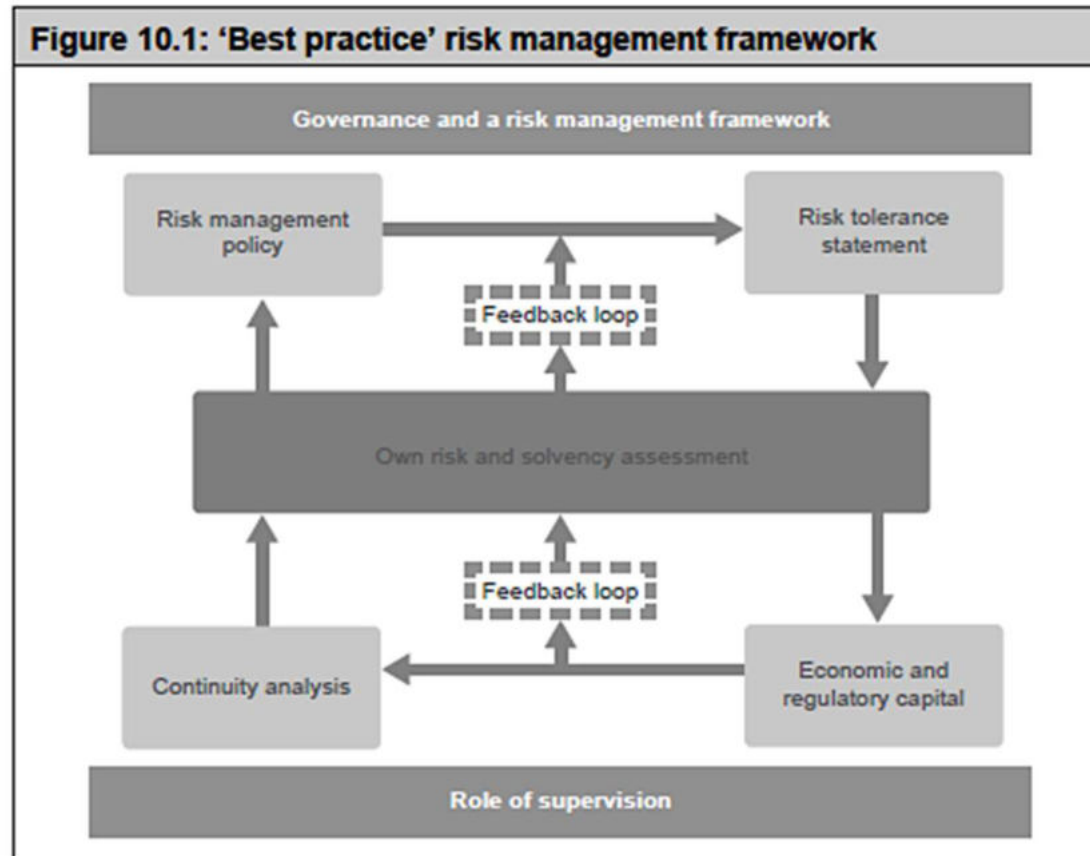 Figure 10.1: ‘Best practice’ risk management framework
Governance and a risk management framework
Risk management
policy
Risk tolerance
statement
Feedback loop
Own risk and solvency assessment
Feedback loop
Continuity analysis
Economic and
regulatory capital
Role of supervision